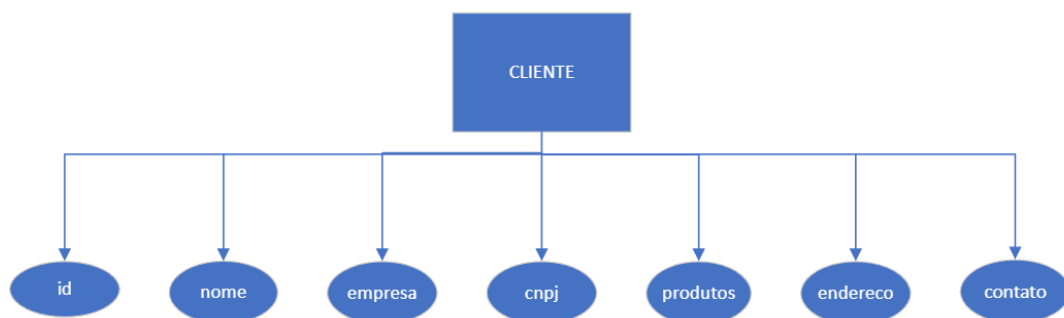 CLIENTE
id
nome
empresa
cnpj
produtos
endereco
contato